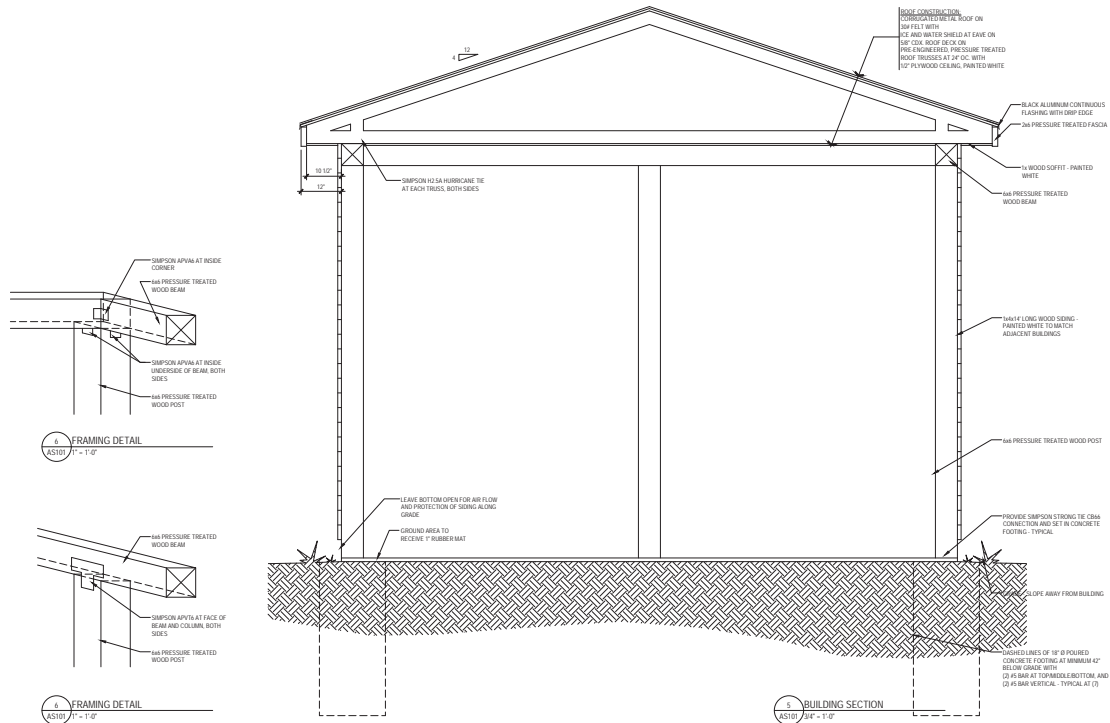 ROOF CONSTRUCTION:
CORRUGATED METAL ROOF ON
30# FELT WITH
ICE AND WATER SHIELD AT EAVE ON
5/8" CDX. ROOF DECK ON
PRE-ENGINEERED, PRESSURE TREATED
ROOF TRUSSES AT 24" OC. WITH
1/2" PLYWOOD CEILING, PAINTED WHITE
12
4
BLACK ALUMINUM CONTINUOUS
FLASHING WITH DRIP EDGE
2x6 PRESSURE TREATED FASCIA
1x WOOD SOFFIT - PAINTED
WHITE
6x6 PRESSURE TREATED
WOOD BEAM
10 1/2"
12"
SIMPSON H2.5A HURRICANE TIE
AT EACH TRUSS, BOTH SIDES
SIMPSON APVA6 AT INSIDE
CORNER
6x6 PRESSURE TREATED
WOOD BEAM
SIMPSON APVA6 AT INSIDE
UNDERSIDE OF BEAM, BOTH
SIDES
6x6 PRESSURE TREATED
WOOD POST
6
AS101
FRAMING DETAIL
1" = 1'-0"
1x4x14' LONG WOOD SIDING -
PAINTED WHITE TO MATCH
ADJACENT BUILDINGS
6x6 PRESSURE TREATED WOOD POST
LEAVE BOTTOM OPEN FOR AIR FLOW
AND PROTECTION OF SIDING ALONG
GRADE
GROUND AREA TO
RECEIVE 1" RUBBER MAT
PROVIDE SIMPSON STRONG TIE CB66
CONNECTION AND SET IN CONCRETE
FOOTING - TYPICAL
SLOPE AWAY FROM BUILDING
6x6 PRESSURE TREATED
WOOD BEAM
SIMPSON APVT6 AT FACE OF
BEAM AND COLUMN, BOTH
SIDES
6x6 PRESSURE TREATED
WOOD POST
6
AS101
FRAMING DETAIL
1" = 1'-0"
DASHED LINES OF 18" Ø POURED
CONCRETE FOOTING AT MINIMUM 42"
BELOW GRADE WITH
(2) #5 BAR AT TOP/MIDDLE/BOTTOM, AND
(2) #5 BAR VERTICAL - TYPICAL AT (7)
5
AS101
BUILDING SECTION
3/4" = 1'-0"